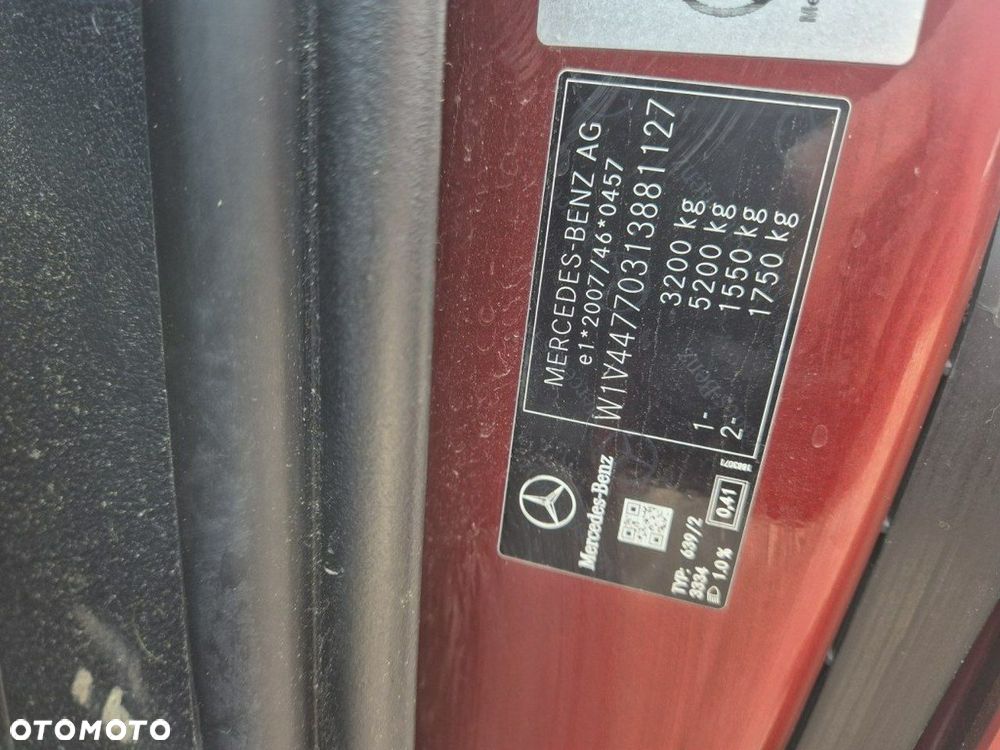 Me
MERCEDES-BENZ AG
e1*2007/46*0457
W1V44770313881127
3200 kg
5200 kg
1- 1550 kg
2- 1750 kg
Mercedes-Benz
TYP: 639/2
3334
1.0%
0,41
OTOMOTO